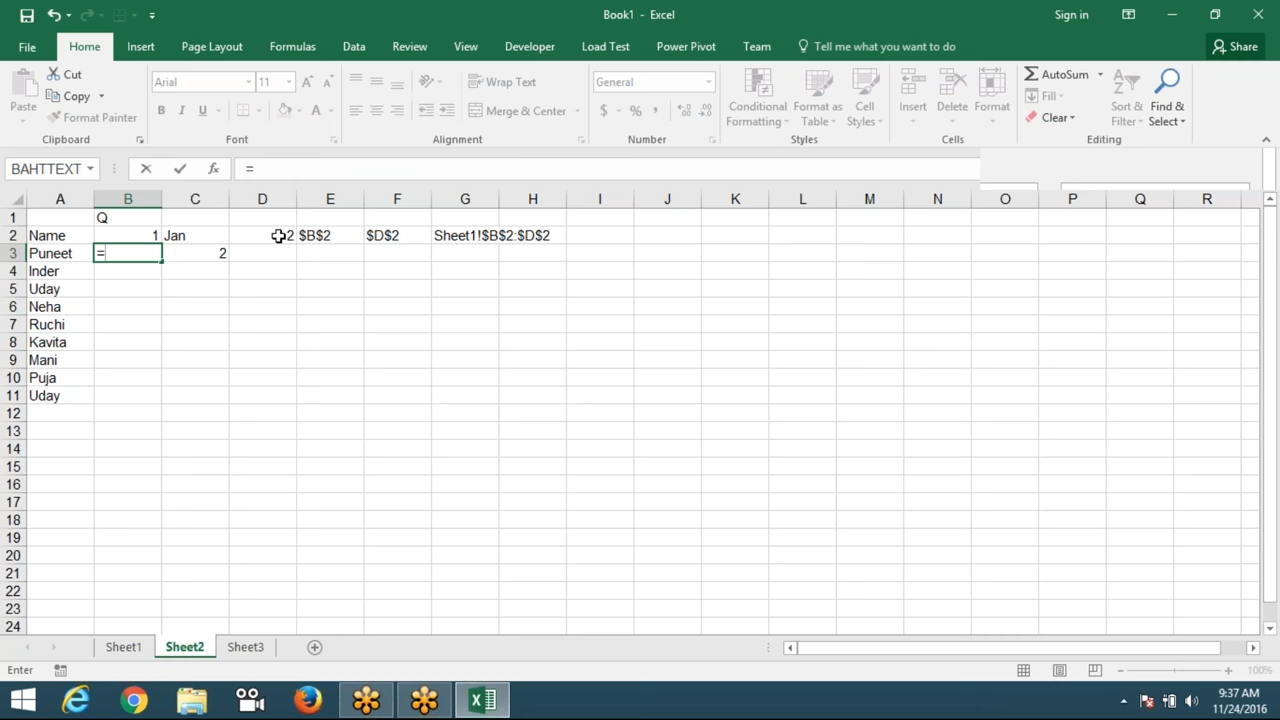 Book1 - Excel
Sign in
File Home Insert Page Layout Formulas Data Review View Developer Load Test Power Pivot Team Tell me what you want to do Share
Paste
Cut
Copy
Format Painter
Clipboard
Arial 11
B I U
Font
Wrap Text
Merge & Center
Alignment
General
$ % ,
Number
Conditional Formatting
Format as Table
Cell Styles
Styles
Insert
Delete
Format
Cells
AutoSum
Fill
Clear
Sort & Filter
Find & Select
Editing
BAHTTEXT fx =
A B C D E F G H I J K L M N O P Q R
1 Q
2 Name 1 Jan 2 $B$2 $D$2 Sheet1!$B$2:$D$2
3 Puneet = 2
4 Inder
5 Uday
6 Neha
7 Ruchi
8 Kavita
9 Mani
10 Puja
11 Uday
12
13
14
15
16
17
18
19
20
21
22
23
24
Sheet1 Sheet2 Sheet3
Enter 100%
9:37 AM
11/24/2016